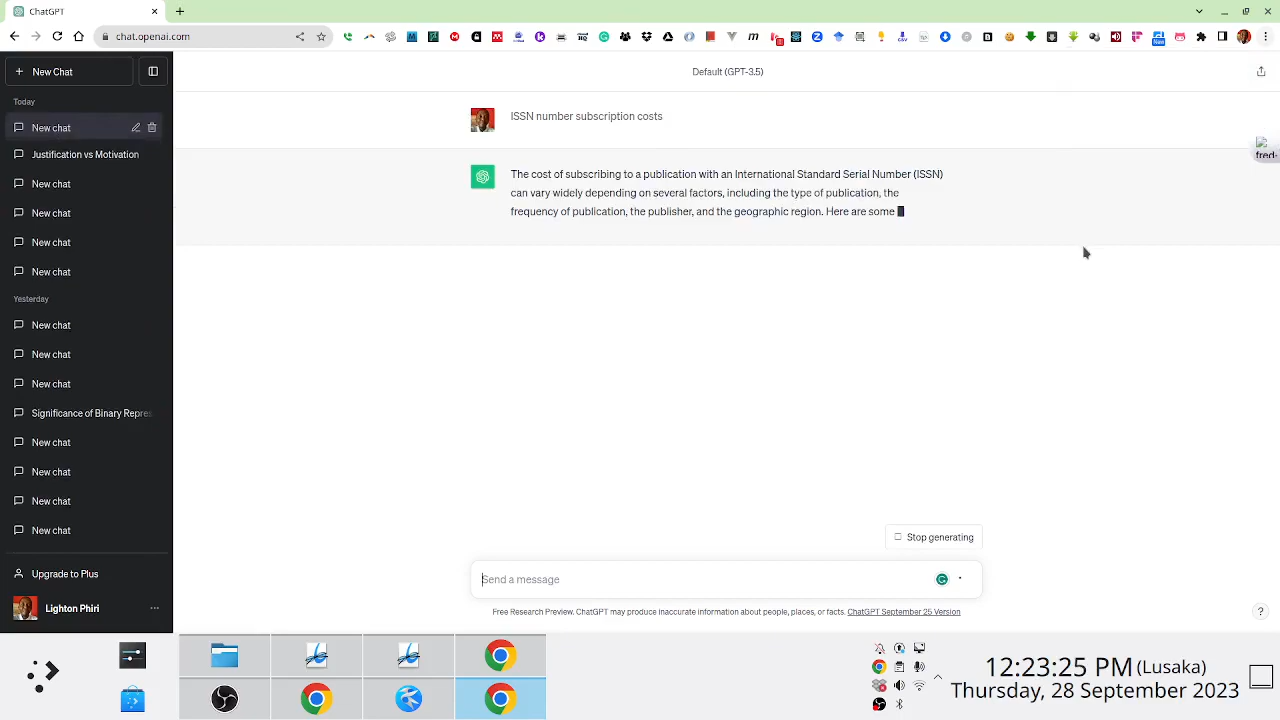 ChatGPT
chat.openai.com
New Chat
Default (GPT-3.5)
Today
New chat
ISSN number subscription costs
Justification vs Motivation
The cost of subscribing to a publication with an International Standard Serial Number (ISSN)
can vary widely depending on several factors, including the type of publication, the
frequency of publication, the publisher, and the geographic region. Here are some
fred-
New chat
New chat
New chat
New chat
Yesterday
New chat
New chat
New chat
Significance of Binary Repres
New chat
New chat
New chat
New chat
Stop generating
Upgrade to Plus
Send a message
Lighton Phiri
Free Research Preview. ChatGPT may produce inaccurate information about people, places, or facts. ChatGPT September 25 Version
?
12:23:25 PM (Lusaka)
Thursday, 28 September 2023